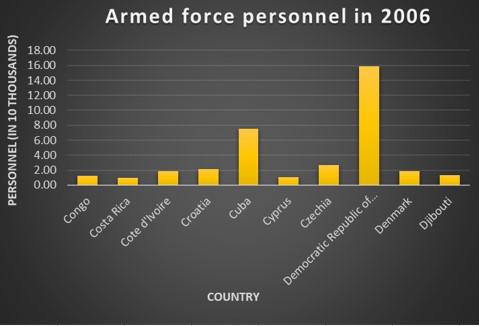 Armed force personnel in 2006
PERSONNEL (IN 10 THOUSANDS)
18.00
16.00
14.00
12.00
10.00
8.00
6.00
4.00
2.00
0.00
Congo
Costa Rica
Cote d'Ivoire
Croatia
Cuba
Cyprus
Czechia
Democratic Republic of...
Denmark
Djibouti
COUNTRY